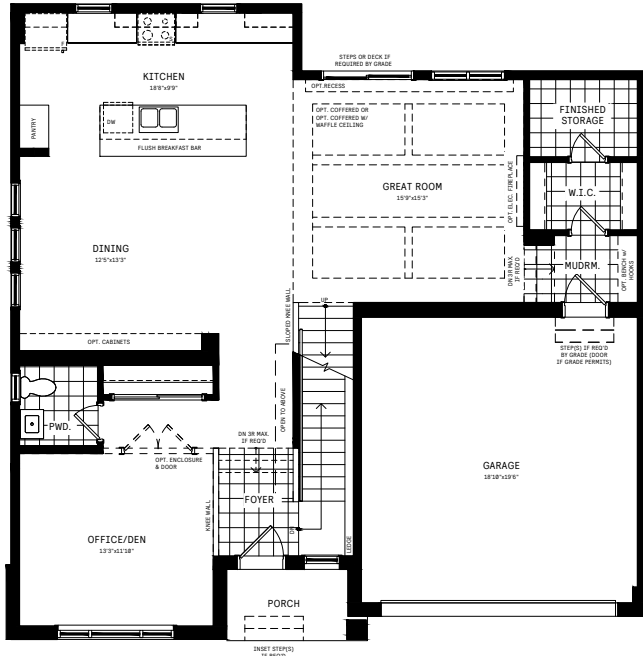 STEPS OR DECK IF
REQUIRED BY GRADE
KITCHEN
18'6"x9'9"
OPT. RECESS
PANTRY
DW
FLUSH BREAKFAST BAR
OPT. COFFERED OR
OPT. COFFERED W/
WAFFLE CEILING
FINISHED
STORAGE
GREAT ROOM
15'9"x15'3"
OPT. ELEC. FIREPLACE
W.I.C.
DINING
12'5"x13'3"
DN 1R MAX.
IF REQ'D
MUDRM.
OPT. BENCH w/
HOOKS
SLOPED KNEE WALL
UP
OPT. CABINETS
STEP(S) IF REQ'D
BY GRADE (DOOR
IF GRADE PERMITS)
OPEN TO ABOVE
PWD.
DN 3R MAX.
IF REQ'D
OPT. ENCLOSURE
& DOOR
GARAGE
18'10"x19'6"
KNEE WALL
FOYER
DN
LEDGE
OFFICE/DEN
13'3"x11'10"
PORCH
INSET STEP(S)
IF REQ'D